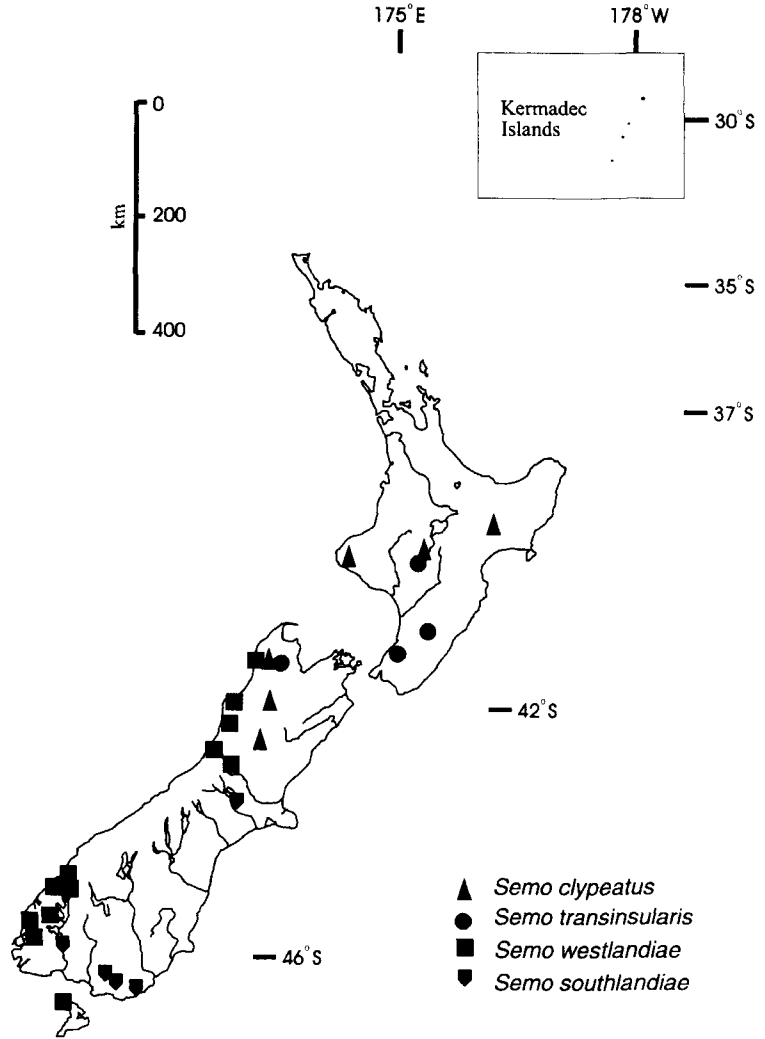 175°E
178°W
Kermadec
Islands
30°S
0
km
200
400
35°S
37°S
42°S
Semo clypeatus
Semo transinsularis
Semo westlandiae
Semo southlandiae
46°S